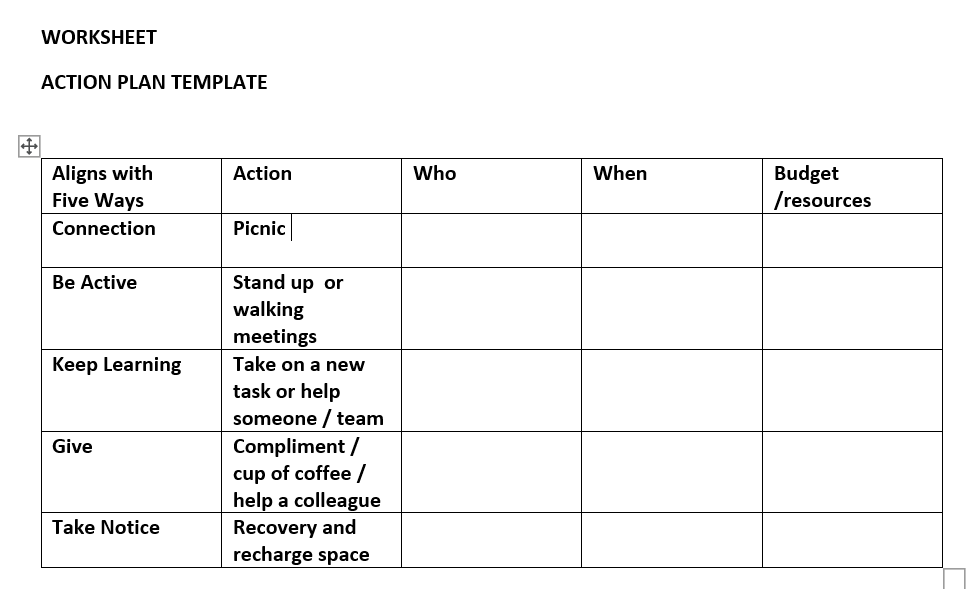 WORKSHEET
ACTION PLAN TEMPLATE
Aligns with
Five Ways
Action
Who
When
Budget
/resources
Connection
Picnic
Be Active
Stand up  or
walking
meetings
Keep Learning
Take on a new
task or help
someone / team
Give
Compliment /
cup of coffee /
help a colleague
Take Notice
Recovery and
recharge space